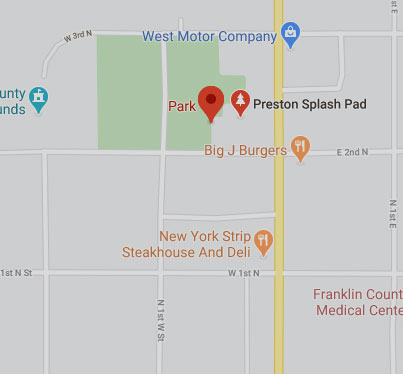 W 3rd N
West Motor Company
unty
unds
Park
Preston Splash Pad
Big J Burgers
E 2nd N
New York Strip
Steakhouse And Deli
1st N St
W 1st N
N 1st W St
N 1st E
st E
Franklin Count
Medical Cente